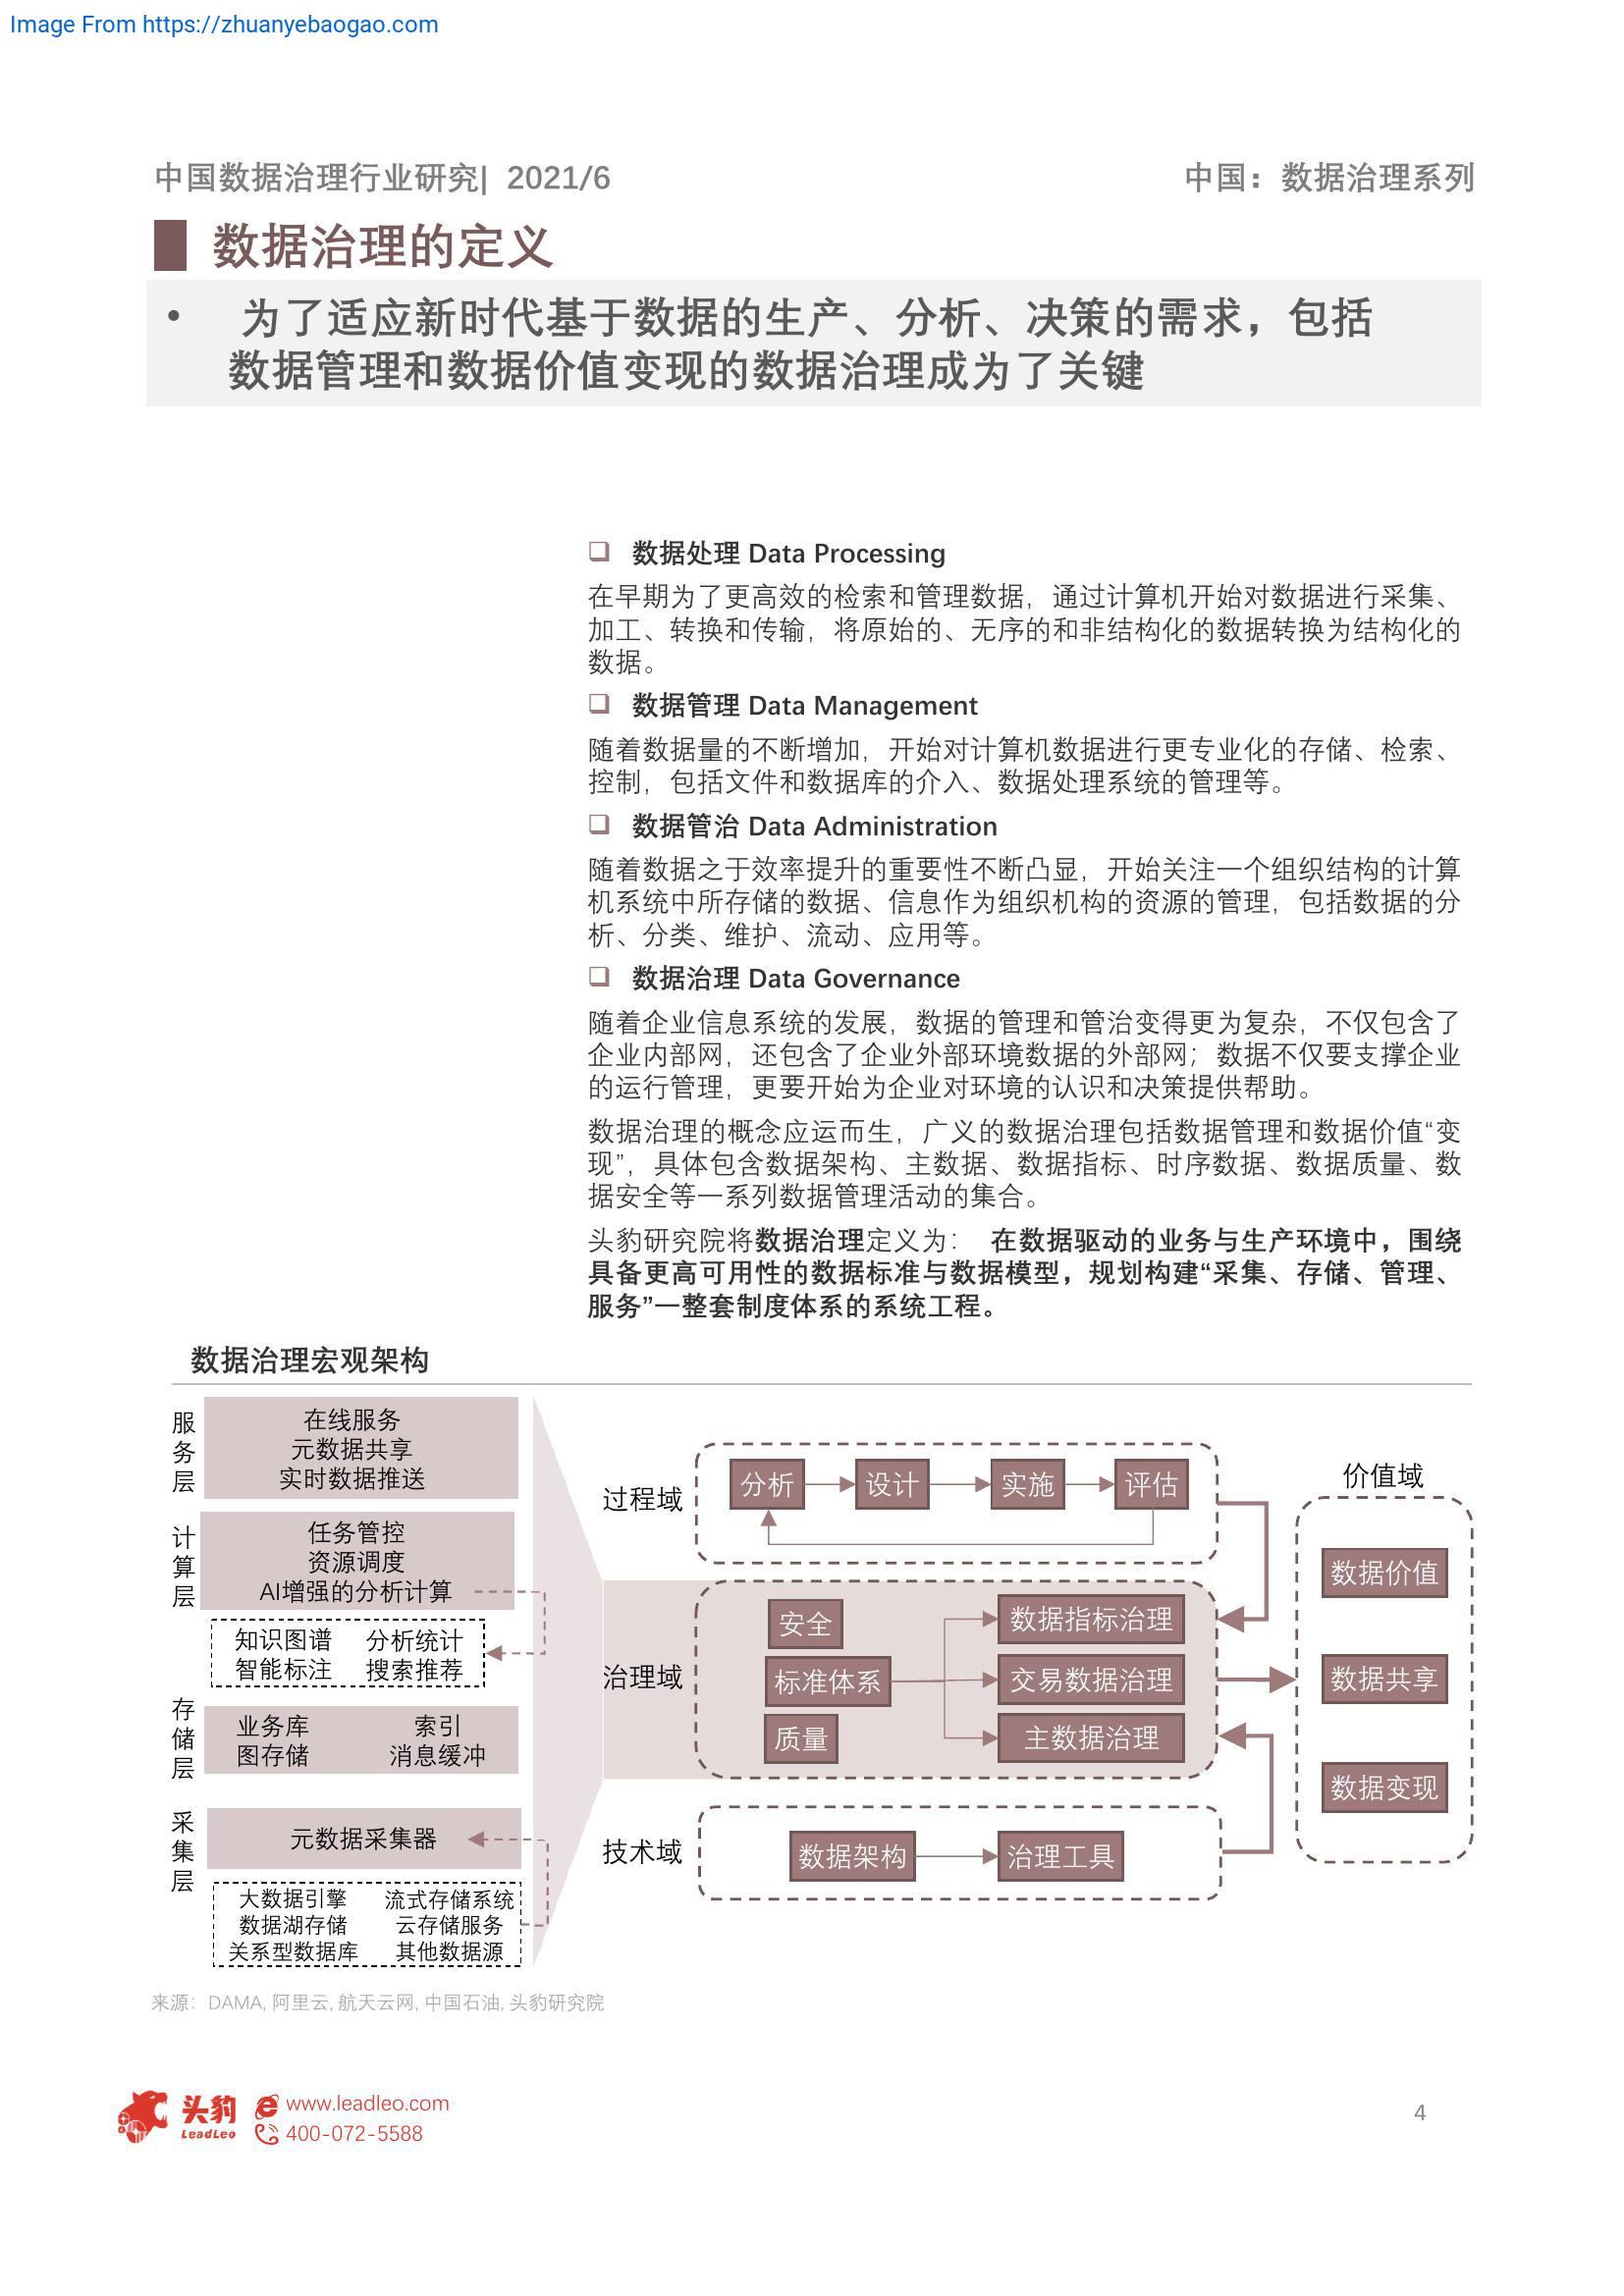 Image From https://zhuanyebaogao.com
中国数据治理行业研究| 2021/6
中国：数据治理系列
数据治理的定义
• 为了适应新时代基于数据的生产、分析、决策的需求，包括
数据管理和数据价值变现的数据治理成为了关键
❑ 数据处理 Data Processing
在早期为了更高效的检索和管理数据，通过计算机开始对数据进行采集、
加工、转换和传输，将原始的、无序的和非结构化的数据转换为结构化的
数据。
❑ 数据管理 Data Management
随着数据量的不断增加，开始对计算机数据进行更专业化的存储、检索、
控制，包括文件和数据库的介入、数据处理系统的管理等。
❑ 数据管治 Data Administration
随着数据之于效率提升的重要性不断凸显，开始关注一个组织结构的计算
机系统中所存储的数据、信息作为组织机构的资源的管理，包括数据的分
析、分类、维护、流动、应用等。
❑ 数据治理 Data Governance
随着企业信息系统的发展，数据的管理和管治变得更为复杂，不仅包含了
企业内部网，还包含了企业外部环境数据的外部网；数据不仅要支撑企业
的运行管理，更要开始为企业对环境的认识和决策提供帮助。
数据治理的概念应运而生，广义的数据治理包括数据管理和数据价值“变
现”，具体包含数据架构、主数据、数据指标、时序数据、数据质量、数
据安全等一系列数据管理活动的集合。
头豹研究院将数据治理定义为： 在数据驱动的业务与生产环境中，围绕
具备更高可用性的数据标准与数据模型，规划构建“采集、存储、管理、
服务”一整套制度体系的系统工程。
数据治理宏观架构
服务层
在线服务
元数据共享
实时数据推送
计算层
任务管控
资源调度
AI增强的分析计算
知识图谱 分析统计
智能标注 搜索推荐
存储层
业务库 索引
图存储 消息缓冲
采集层
元数据采集器
大数据引擎 流式存储系统
数据湖存储 云存储服务
关系型数据库 其他数据源
过程域
分析 设计 实施 评估
治理域
安全
标准体系
质量
数据指标治理
交易数据治理
主数据治理
技术域
数据架构 治理工具
价值域
数据价值
数据共享
数据变现
来源：DAMA, 阿里云, 航天云网, 中国石油, 头豹研究院
头豹
LeadLeo
www.leadleo.com
400-072-5588
4